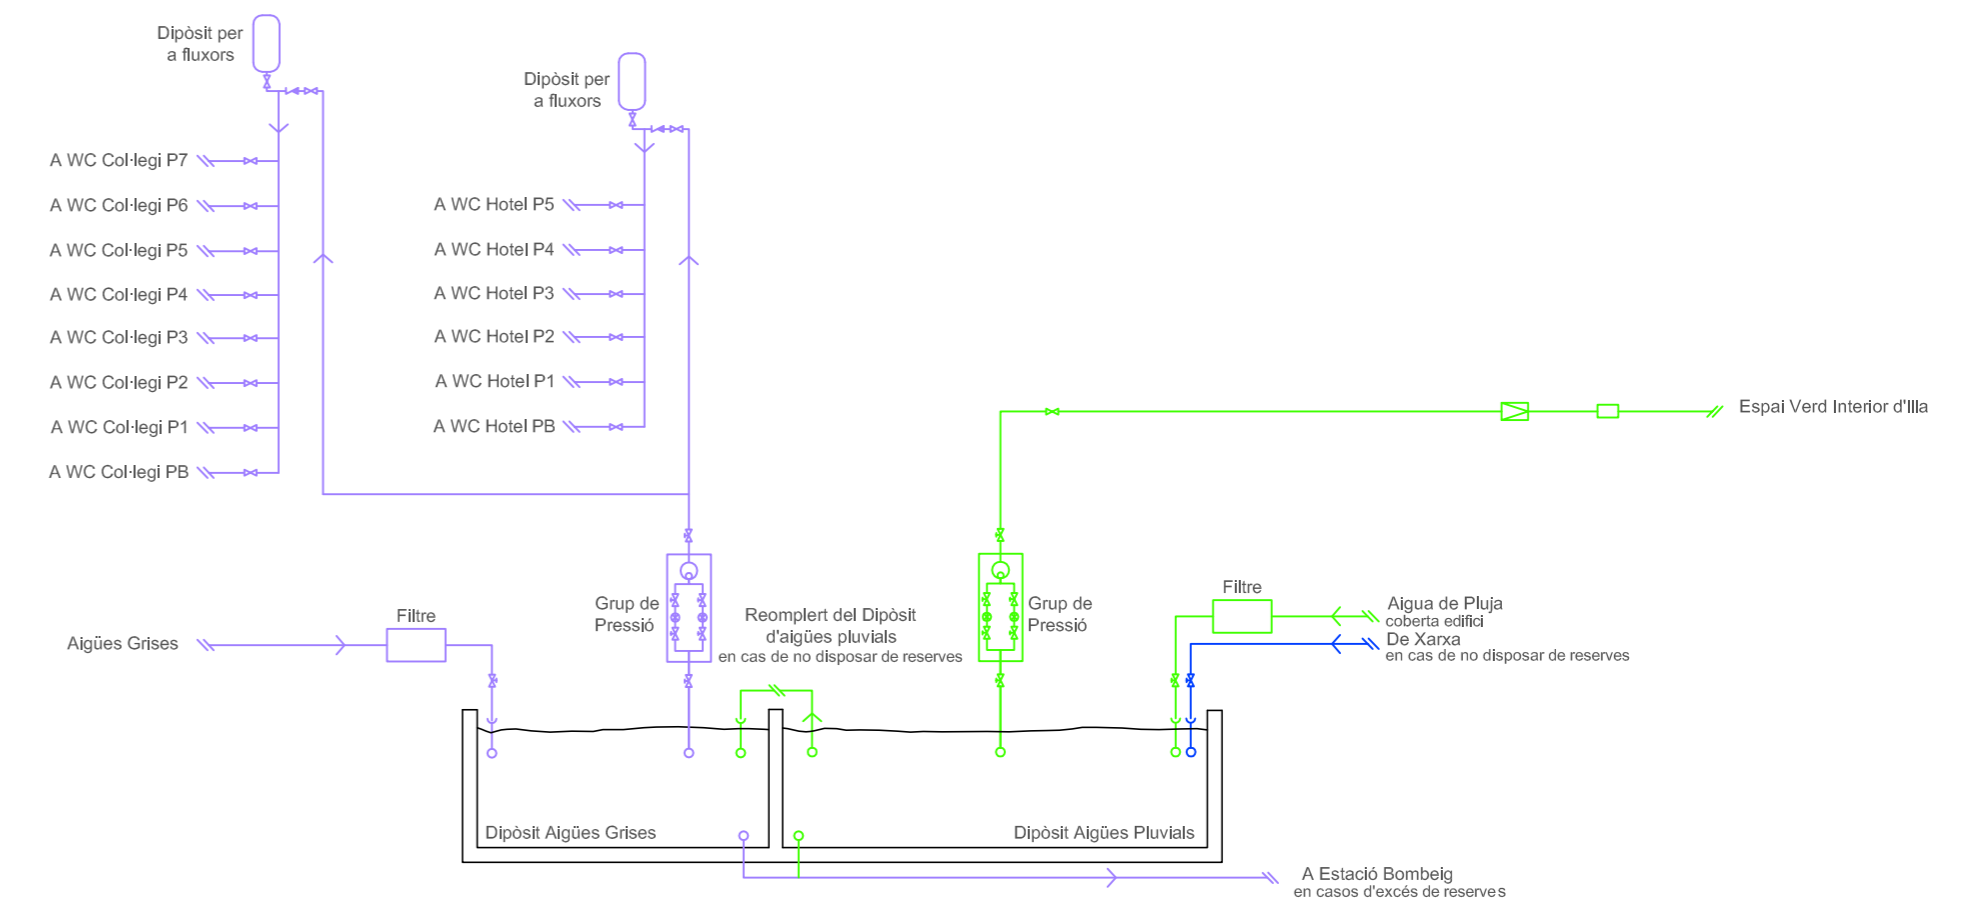 Dipòsit per
a fluxors
Dipòsit per
a fluxors
A WC Col·legi P7
A WC Col·legi P6
A WC Col·legi P5
A WC Col·legi P4
A WC Col·legi P3
A WC Col·legi P2
A WC Col·legi P1
A WC Col·legi PB
A WC Hotel P5
A WC Hotel P4
A WC Hotel P3
A WC Hotel P2
A WC Hotel P1
A WC Hotel PB
Espai Verd Interior d'Illa
Aigües Grises
Filtre
Grup de
Pressió
Reomplert del Dipòsit
d'aigües pluvials
en cas de no disposar de reserves
Grup de
Pressió
Filtre
Aigua de Pluja
coberta edifici
De Xarxa
en cas de no disposar de reserves
Dipòsit Aigües Grises
Dipòsit Aigües Pluvials
A Estació Bombeig
en casos d'excés de reserves